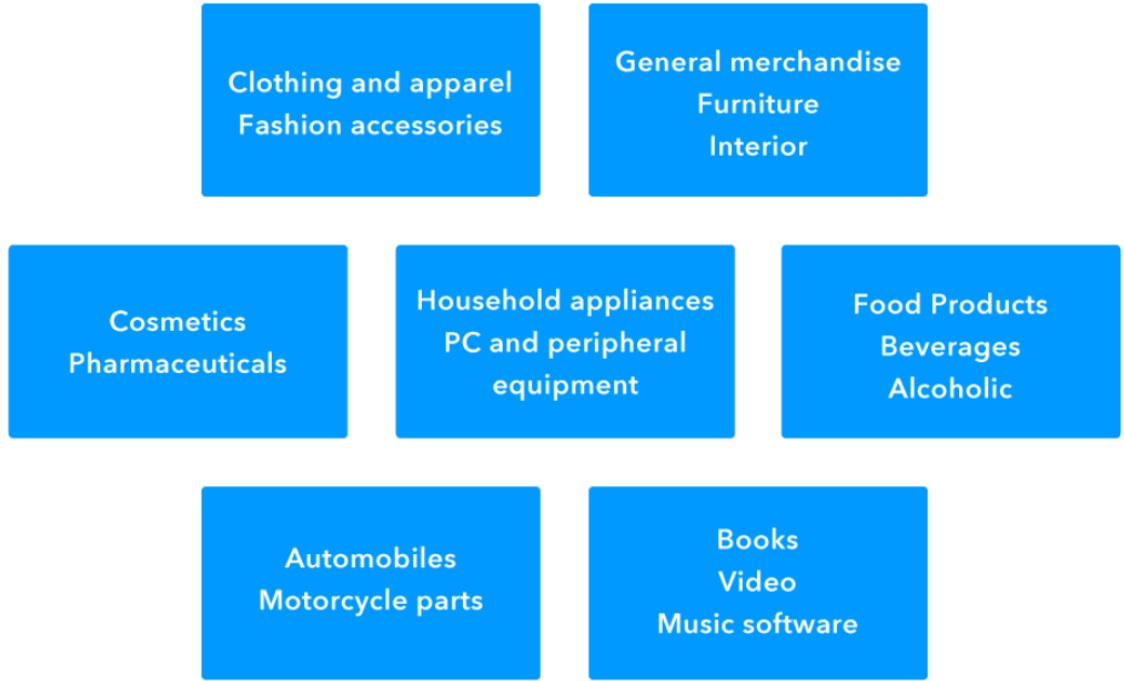 Clothing and apparel
Fashion accessories
General merchandise
Furniture
Interior
Cosmetics
Pharmaceuticals
Household appliances
PC and peripheral
equipment
Food Products
Beverages
Alcoholic
Automobiles
Motorcycle parts
Books
Video
Music software